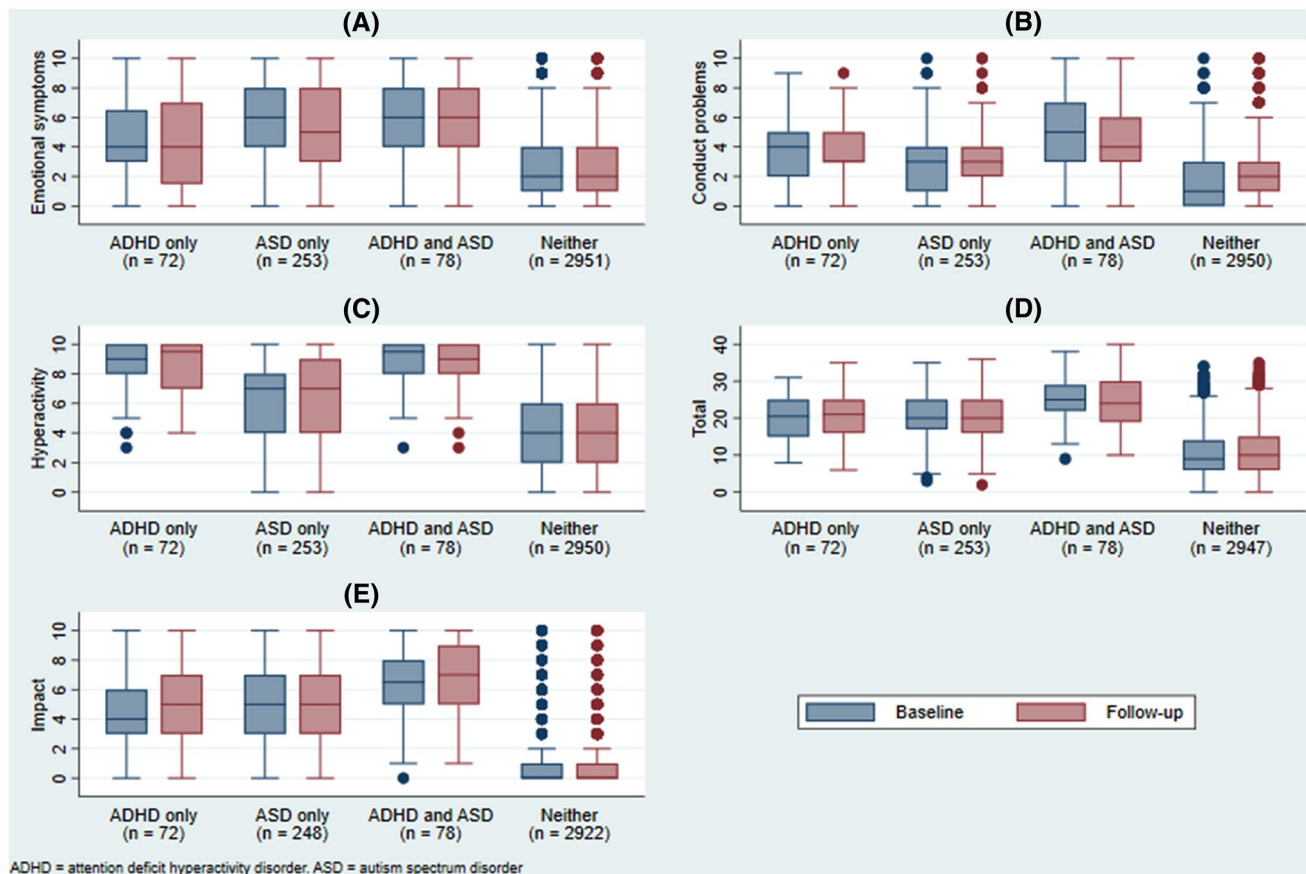 (A)
Emotional symptoms
10
8
6
4
2
0
ADHD only
(n = 72)
ASD only
(n = 253)
ADHD and ASD
(n = 78)
Neither
(n = 2951)
(B)
Conduct problems
10
8
6
4
2
0
ADHD only
(n = 72)
ASD only
(n = 253)
ADHD and ASD
(n = 78)
Neither
(n = 2950)
(C)
Hyperactivity
10
8
6
4
2
0
ADHD only
(n = 72)
ASD only
(n = 253)
ADHD and ASD
(n = 78)
Neither
(n = 2950)
(D)
Total
40
30
20
10
0
ADHD only
(n = 72)
ASD only
(n = 253)
ADHD and ASD
(n = 78)
Neither
(n = 2947)
(E)
Impact
10
8
6
4
2
0
ADHD only
(n = 72)
ASD only
(n = 248)
ADHD and ASD
(n = 78)
Neither
(n = 2922)
Baseline
Follow-up
ADHD = attention deficit hyperactivity disorder. ASD = autism spectrum disorder